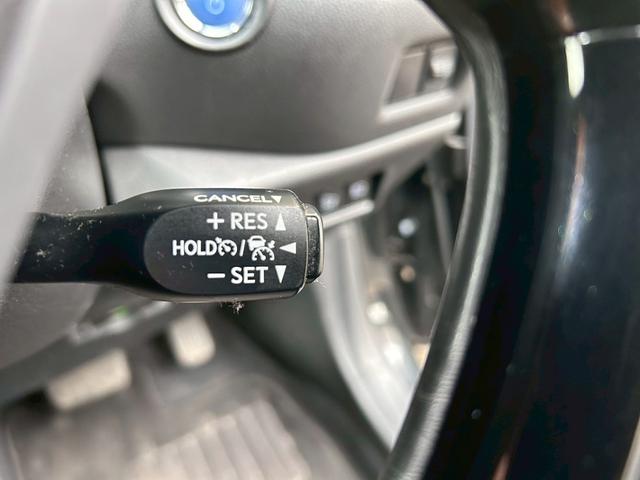 CANCEL▼
+ RES ▲
HOLD / ◀
− SET ▼